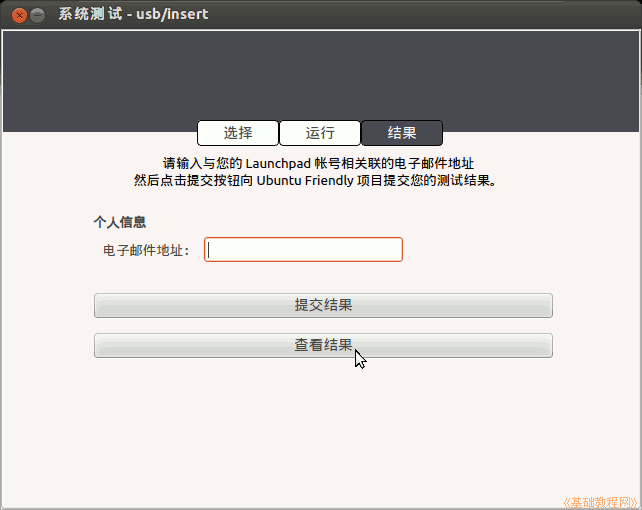 系统测试 - usb/insert
选择 运行 结果
请输入与您的 Launchpad 帐号相关联的电子邮件地址
然后点击提交按钮向 Ubuntu Friendly 项目提交您的测试结果。
个人信息
电子邮件地址：
提交结果
查看结果
《基础教程网》